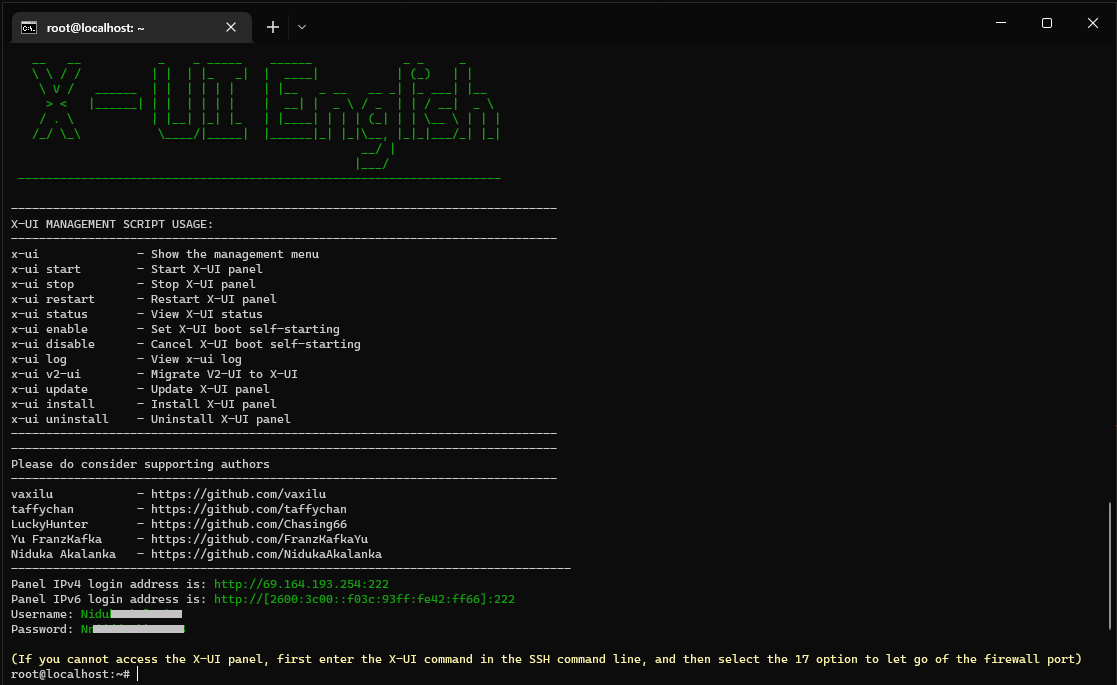 root@localhost: ~
X-UI English
X-UI MANAGEMENT SCRIPT USAGE:
x-ui - Show the management menu
x-ui start - Start X-UI panel
x-ui stop - Stop X-UI panel
x-ui restart - Restart X-UI panel
x-ui status - View X-UI status
x-ui enable - Set X-UI boot self-starting
x-ui disable - Cancel X-UI boot self-starting
x-ui log - View x-ui log
x-ui v2-ui - Migrate V2-UI to X-UI
x-ui update - Update X-UI panel
x-ui install - Install X-UI panel
x-ui uninstall - Uninstall X-UI panel
Please do consider supporting authors
vaxilu - https://github.com/vaxilu
taffychan - https://github.com/taffychan
LuckyHunter - https://github.com/Chasing66
Yu FranzKafka - https://github.com/FranzKafkaYu
Niduka Akalanka - https://github.com/NidukaAkalanka
Panel IPv4 login address is: http://69.164.193.254:222
Panel IPv6 login address is: http://[2600:3c00::f03c:93ff:fe42:ff66]:222
Username:
Password:
(If you cannot access the X-UI panel, first enter the X-UI command in the SSH command line, and then select the 17 option to let go of the firewall port)
root@localhost:~#